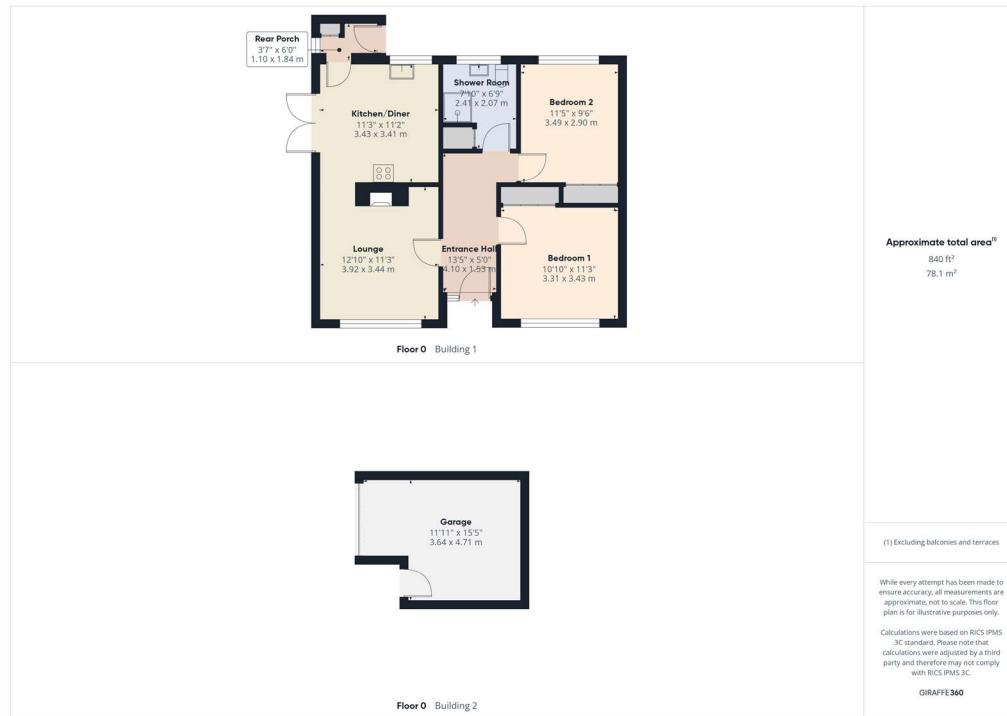 Rear Porch
3'7" x 6'0"
1.10 x 1.84 m
Kitchen/Diner
11'3" x 11'2"
3.43 x 3.41 m
Shower Room
7'10" x 6'9"
2.41 x 2.07 m
Bedroom 2
11'5" x 9'6"
3.49 x 2.90 m
Lounge
12'10" x 11'3"
3.92 x 3.44 m
Entrance Hall
13'5" x 5'0"
4.10 x 1.53 m
Bedroom 1
10'10" x 11'3"
3.31 x 3.43 m
Floor 0 Building 1
Garage
11'11" x 15'5"
3.64 x 4.71 m
Floor 0 Building 2
Approximate total area⁽¹⁾
840 ft²
78.1 m²
(1) Excluding balconies and terraces
While every attempt has been made to
ensure accuracy, all measurements are
approximate, not to scale. This floor
plan is for illustrative purposes only.
Calculations were based on RICS IPMS
3C standard. Please note that
calculations were adjusted by a third
party and therefore may not comply
with RICS IPMS 3C.
GIRAFFE360